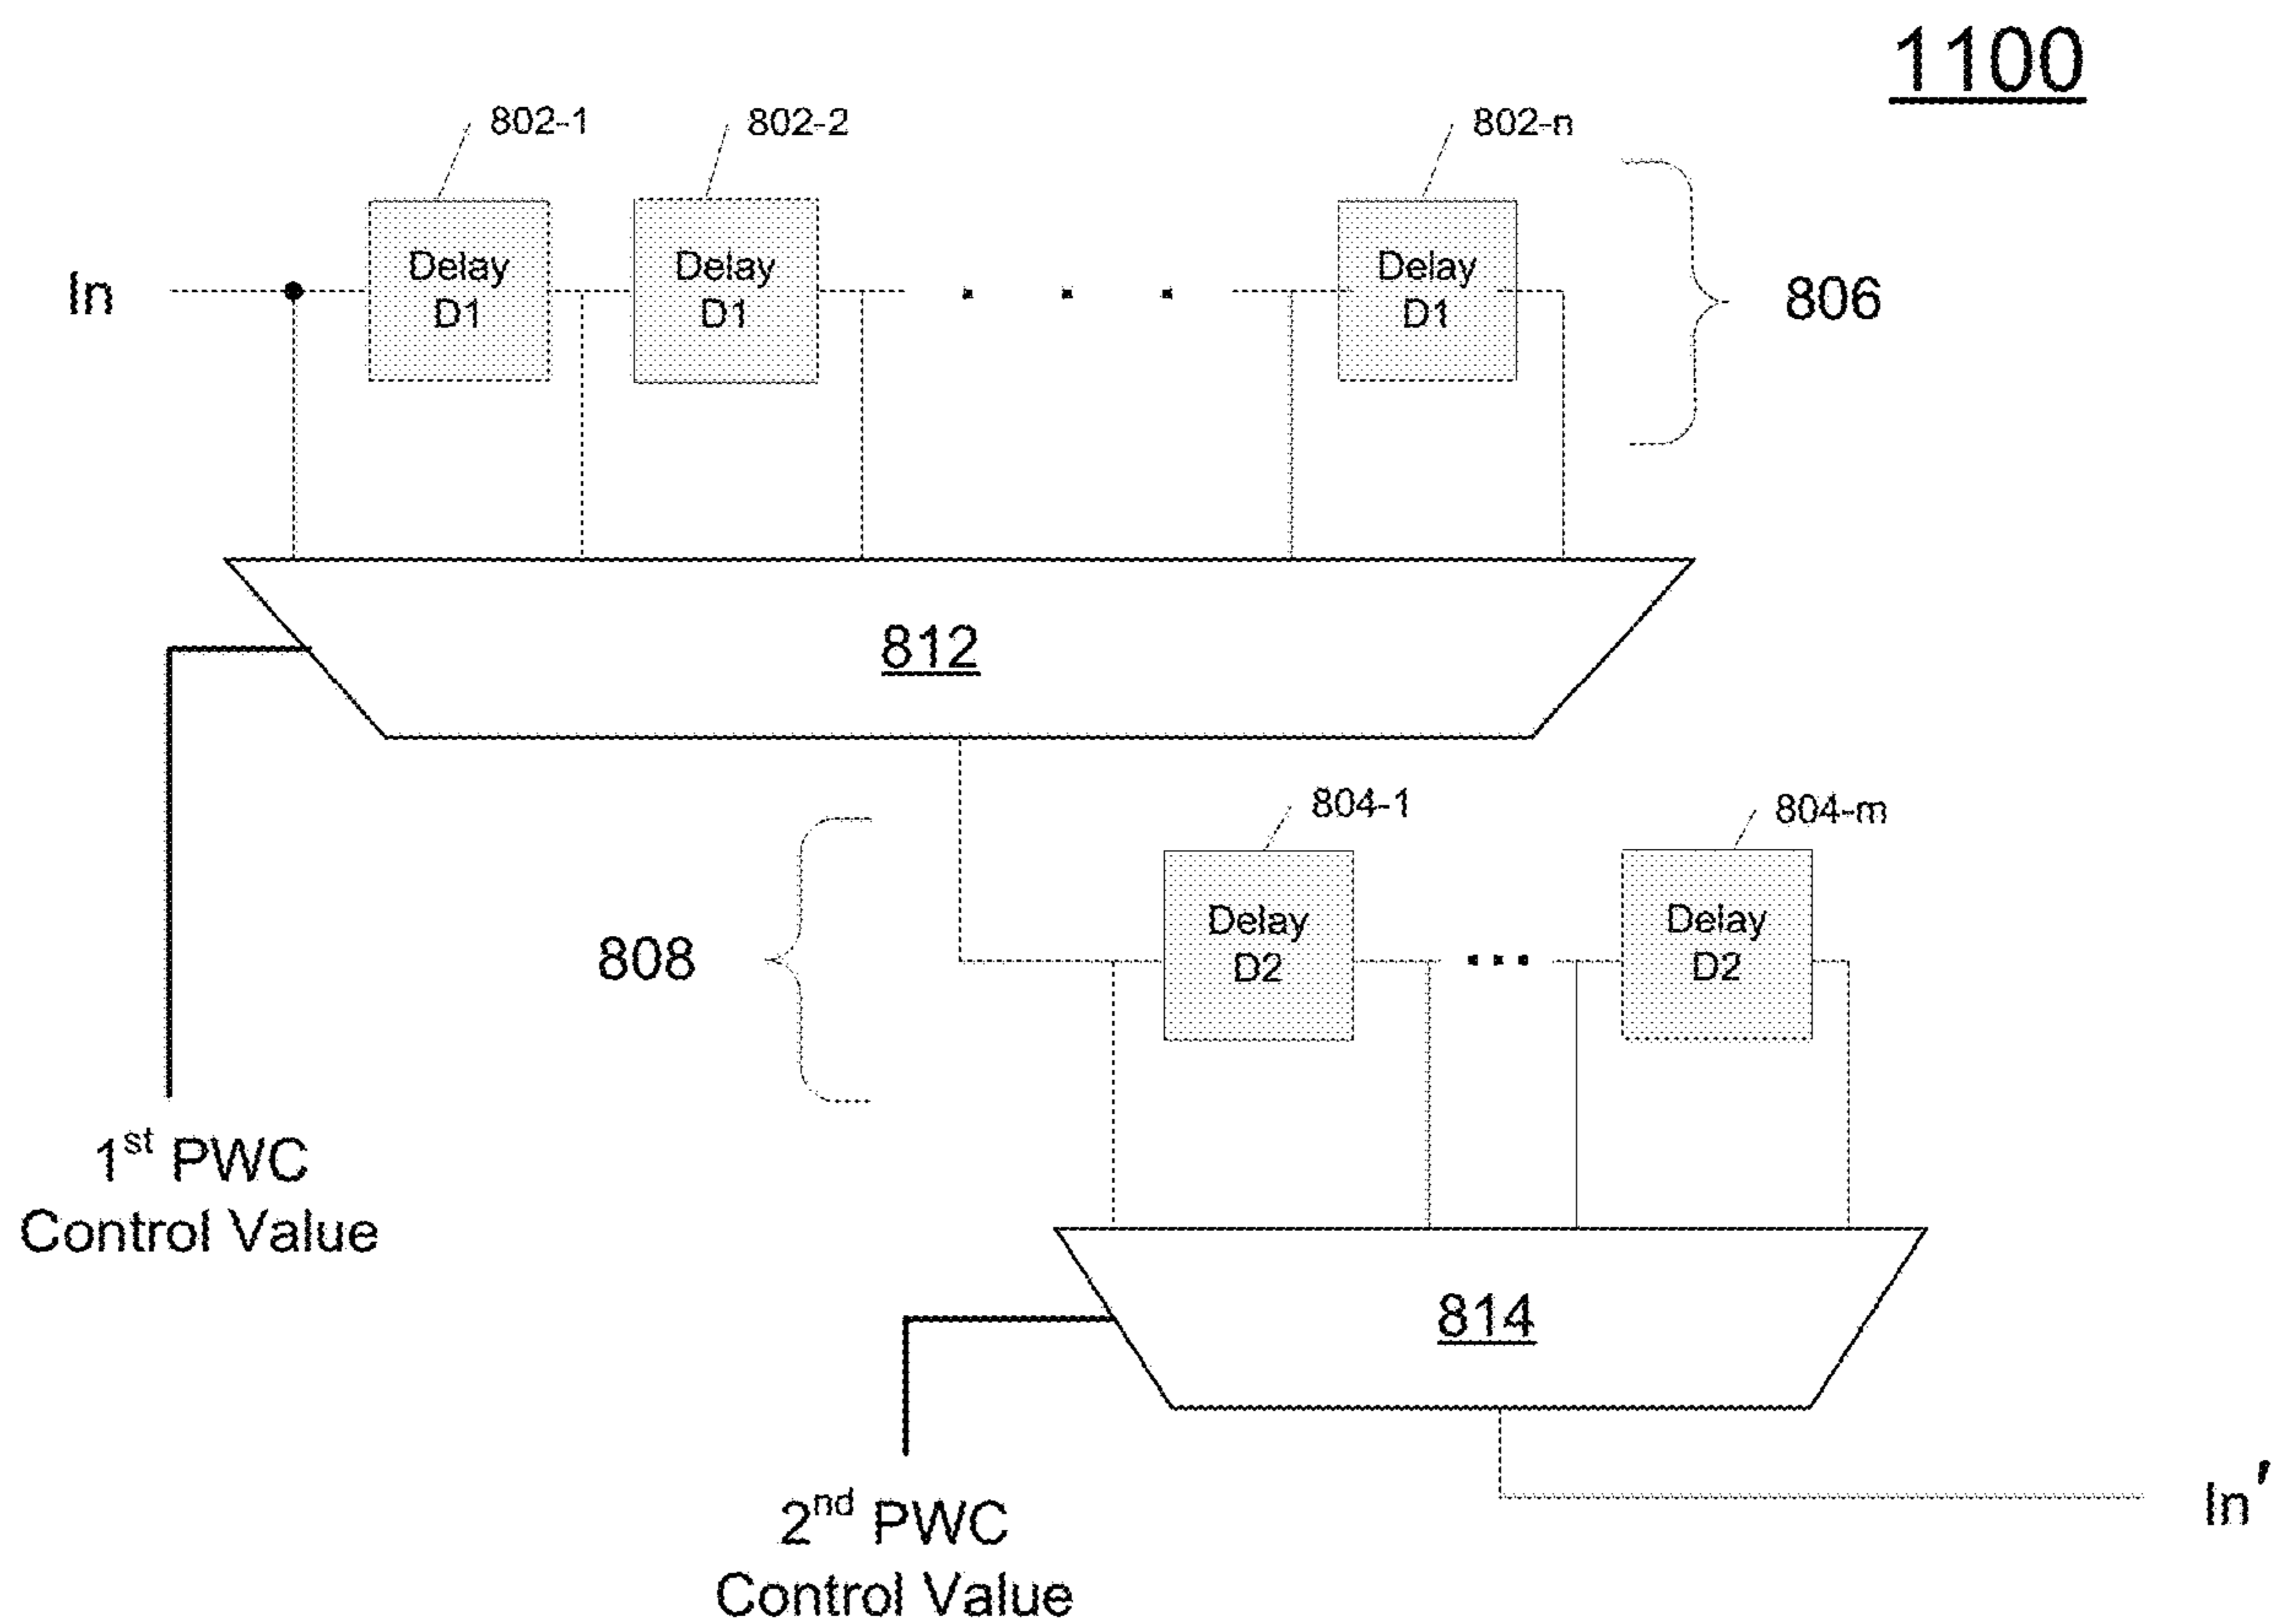 1100
802-1
802-2
802-n
In
Delay
D1
Delay
D1
. . .
Delay
D1
806
812
804-1
804-m
808
Delay
D2
...
Delay
D2
1st PWC
Control Value
814
2nd PWC
Control Value
In'